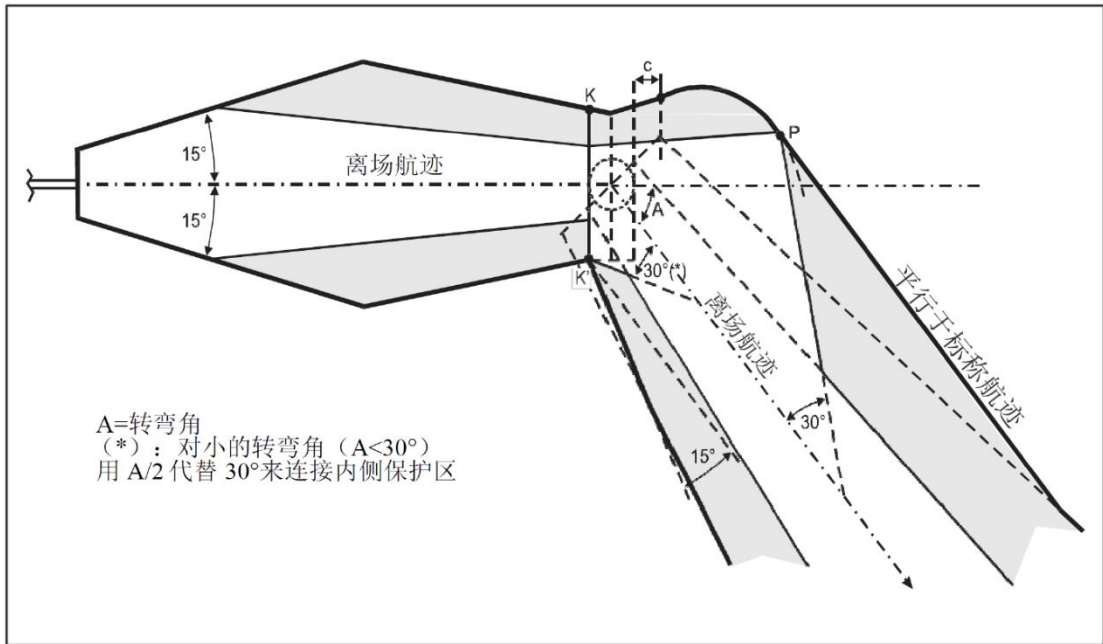 c
K
P
15°
离场航迹
15°
A
30°(*)
K'
离场航迹
平行于标称航迹
30°
15°
A=转弯角
（*）：对小的转弯角（A<30°）
用 A/2 代替 30°来连接内侧保护区